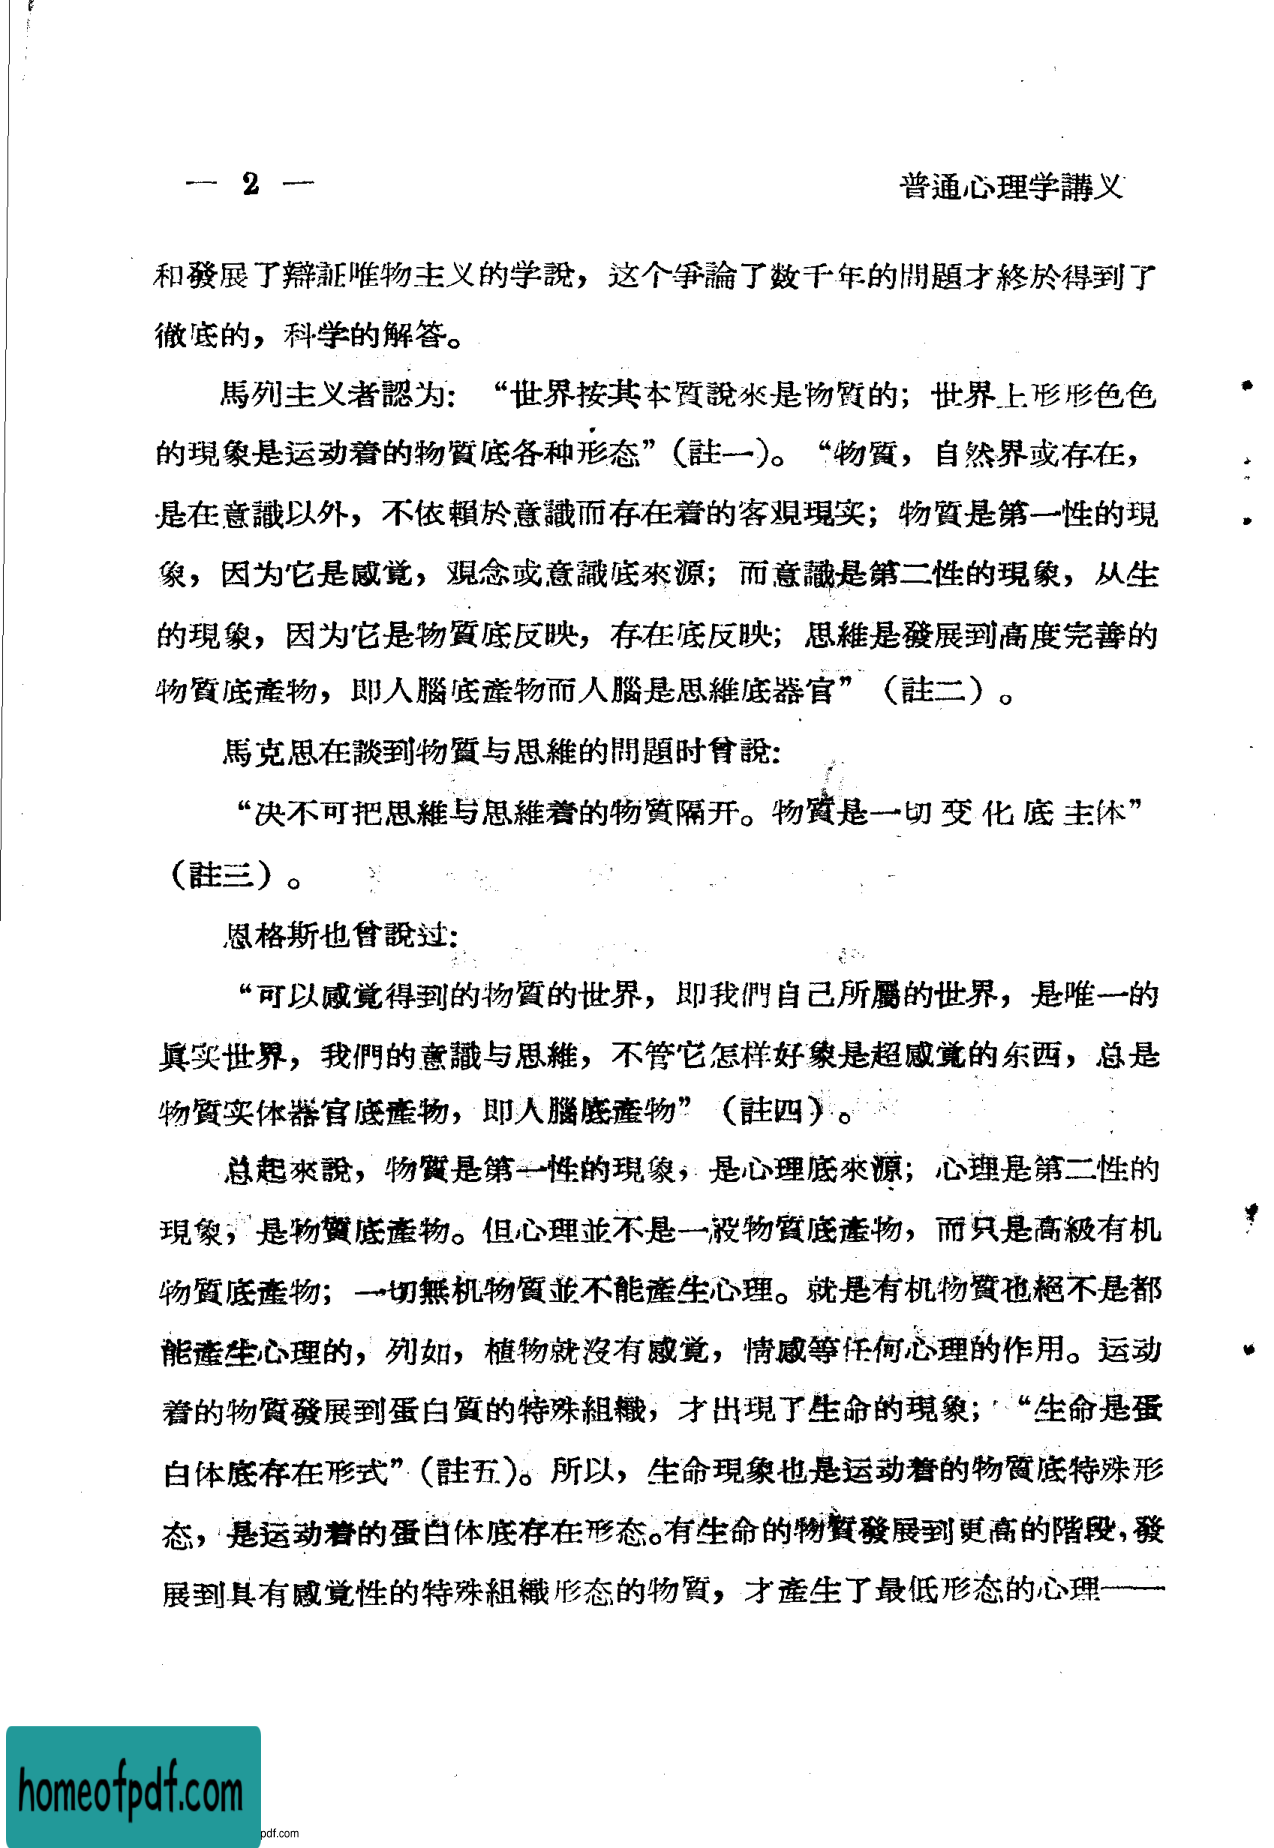 — 2 —
普通心理学講义
和發展了辯証唯物主义的学說，这个爭論了数千年的問題才終於得到了
徹底的，科学的解答。
馬列主义者認为：“世界按其本質說來是物質的；世界上形形色色
的現象是运动着的物質底各种形态”（註一）。“物質，自然界或存在，
是在意識以外，不依賴於意識而存在着的客观現实；物質是第一性的現
象，因为它是感觉，观念或意識底來源；而意識是第二性的現象，从生
的現象，因为它是物質底反映，存在底反映；思維是發展到高度完善的
物質底產物，即人腦底產物而人腦是思維底器官”（註二）。
馬克思在談到物質与思維的問題时曾說：
“决不可把思維与思維着的物質隔开。物質是一切变化底主体”
（註三）。
恩格斯也曾說过：
“可以感覚得到的物質的世界，即我們自己所屬的世界，是唯一的
眞实世界，我們的意識与思維，不管它怎样好象是超感覚的东西，总是
物質实体器官底產物，即人腦底產物”（註四）。
总起來說，物質是第一性的現象，是心理底來源；心理是第二性的
現象，是物質底產物。但心理並不是一般物質底產物，而只是高級有机
物質底產物；一切無机物質並不能產生心理。就是有机物質也絕不是都
能產生心理的，列如，植物就沒有感覚，情感等任何心理的作用。运动
着的物質發展到蛋白質的特殊組織，才出現了生命的現象；“生命是蛋
白体底存在形式”（註五）。所以，生命現象也是运动着的物質底特殊形
态，是运动着的蛋白体底存在形态。有生命的物質發展到更高的階段，發
展到具有感覚性的特殊組織形态的物質，才產生了最低形态的心理——
homeofpdf.com
pdf.com